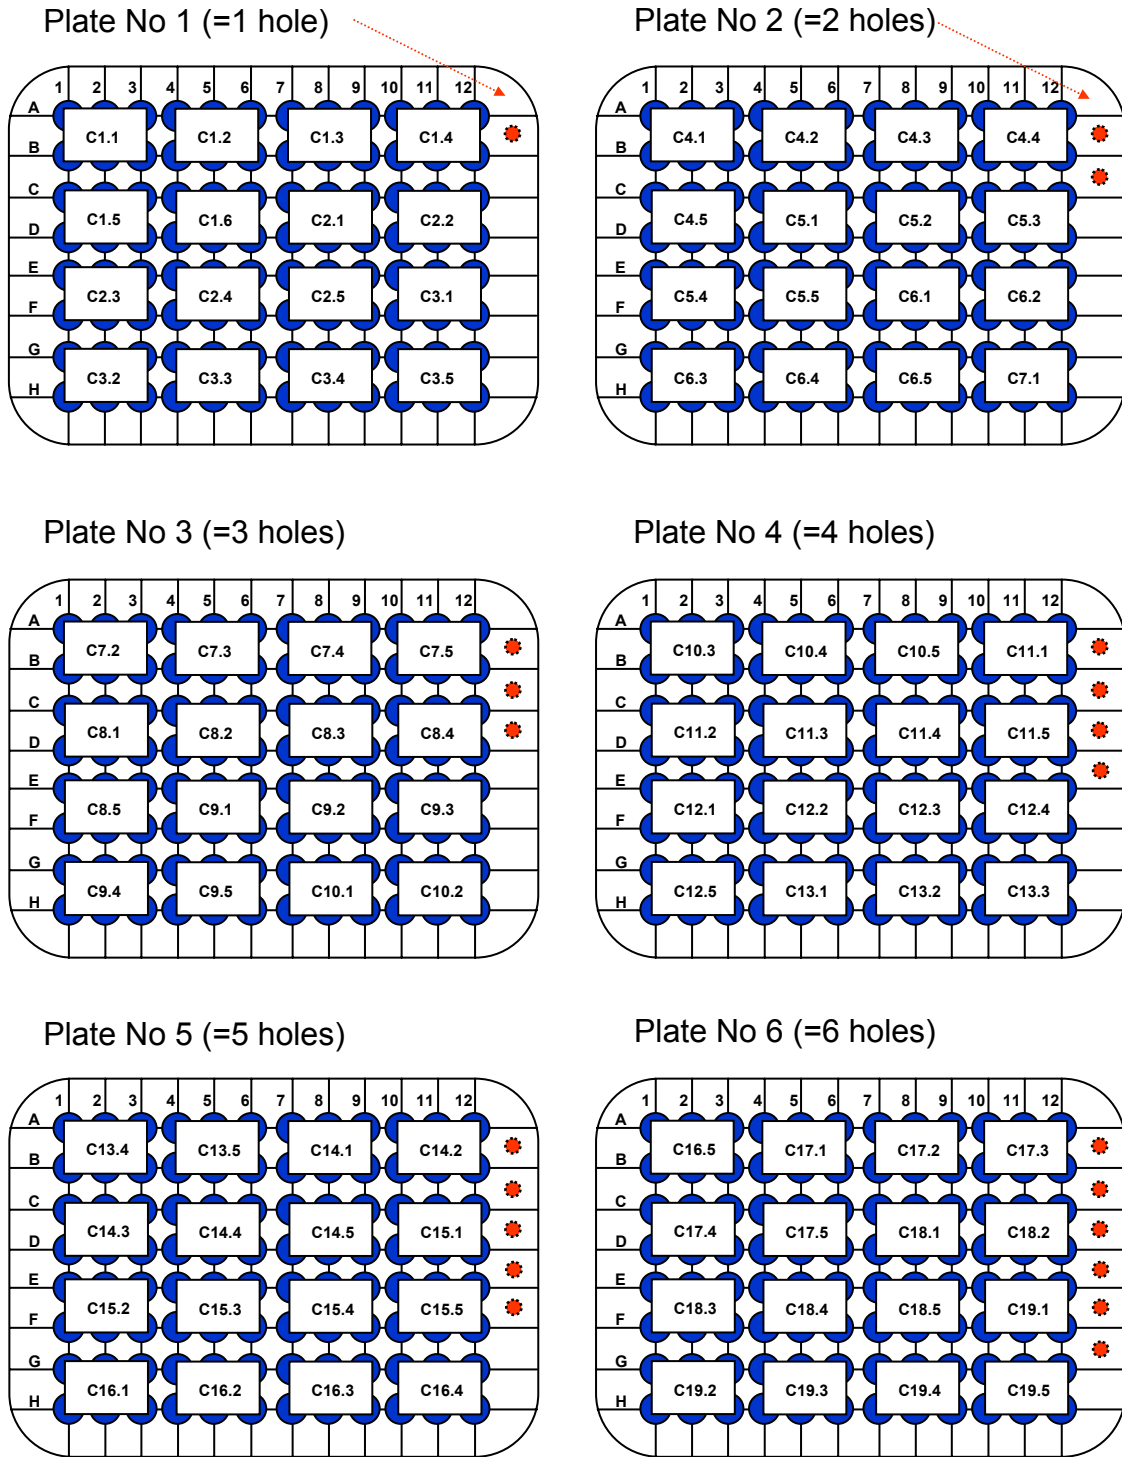 Plate No 1 (=1 hole)
1 2 3 4 5 6 7 8 9 10 11 12
A
C1.1 C1.2 C1.3 C1.4
B
C
C1.5 C1.6 C2.1 C2.2
D
E
C2.3 C2.4 C2.5 C3.1
F
G
C3.2 C3.3 C3.4 C3.5
H
Plate No 2 (=2 holes)
1 2 3 4 5 6 7 8 9 10 11 12
A
C4.1 C4.2 C4.3 C4.4
B
C
C4.5 C5.1 C5.2 C5.3
D
E
C5.4 C5.5 C6.1 C6.2
F
G
C6.3 C6.4 C6.5 C7.1
H
Plate No 3 (=3 holes)
1 2 3 4 5 6 7 8 9 10 11 12
A
C7.2 C7.3 C7.4 C7.5
B
C
C8.1 C8.2 C8.3 C8.4
D
E
C8.5 C9.1 C9.2 C9.3
F
G
C9.4 C9.5 C10.1 C10.2
H
Plate No 4 (=4 holes)
1 2 3 4 5 6 7 8 9 10 11 12
A
C10.3 C10.4 C10.5 C11.1
B
C
C11.2 C11.3 C11.4 C11.5
D
E
C12.1 C12.2 C12.3 C12.4
F
G
C12.5 C13.1 C13.2 C13.3
H
Plate No 5 (=5 holes)
1 2 3 4 5 6 7 8 9 10 11 12
A
C13.4 C13.5 C14.1 C14.2
B
C
C14.3 C14.4 C14.5 C15.1
D
E
C15.2 C15.3 C15.4 C15.5
F
G
C16.1 C16.2 C16.3 C16.4
H
Plate No 6 (=6 holes)
1 2 3 4 5 6 7 8 9 10 11 12
A
C16.5 C17.1 C17.2 C17.3
B
C
C17.4 C17.5 C18.1 C18.2
D
E
C18.3 C18.4 C18.5 C19.1
F
G
C19.2 C19.3 C19.4 C19.5
H